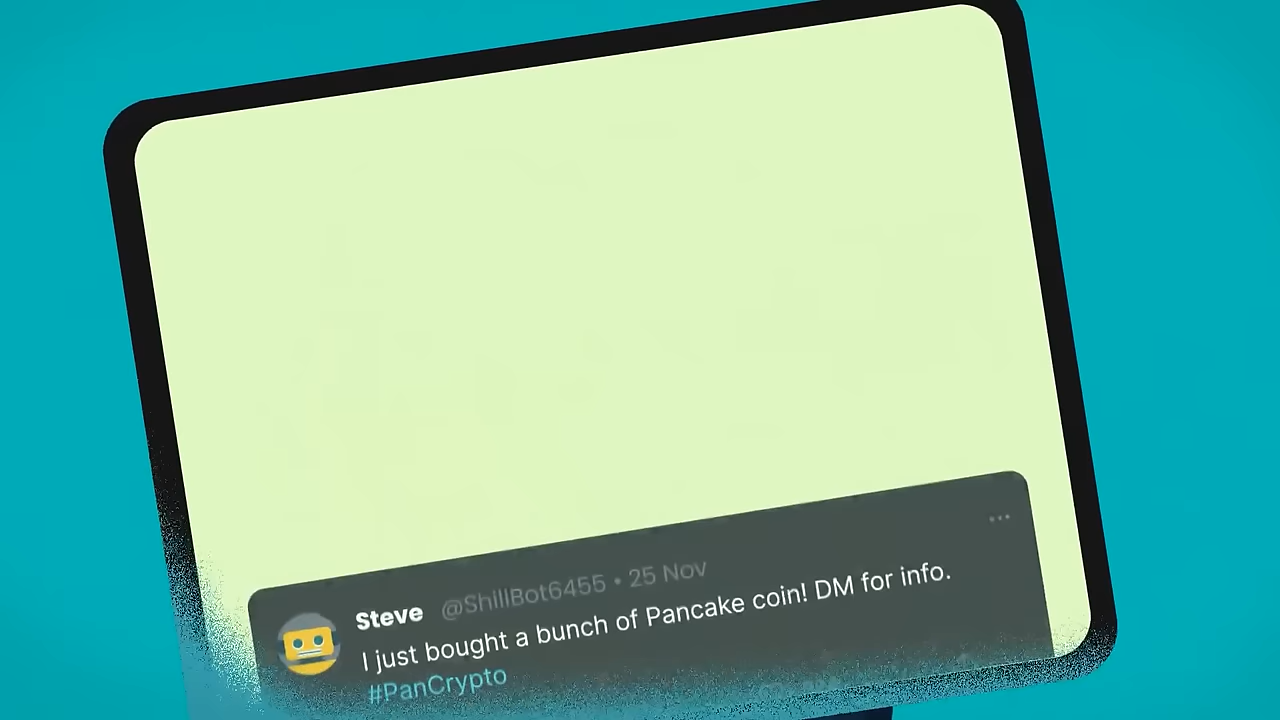 Steve @ShillBot6455 • 25 Nov
I just bought a bunch of Pancake coin! DM for info.
#PanCrypto